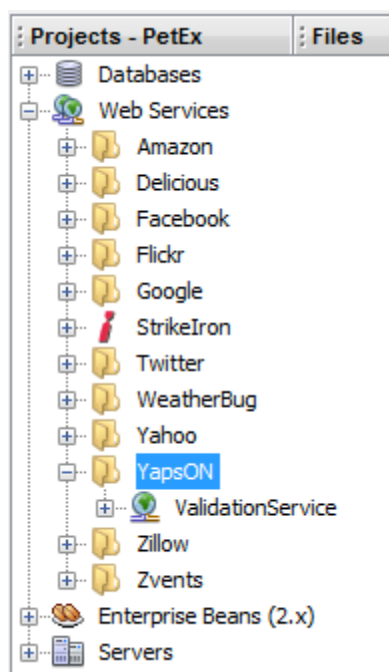 Projects - PetEx Files
Databases
Web Services
Amazon
Delicious
Facebook
Flickr
Google
StrikeIron
Twitter
WeatherBug
Yahoo
YapsON
ValidationService
Zillow
Zvents
Enterprise Beans (2.x)
Servers